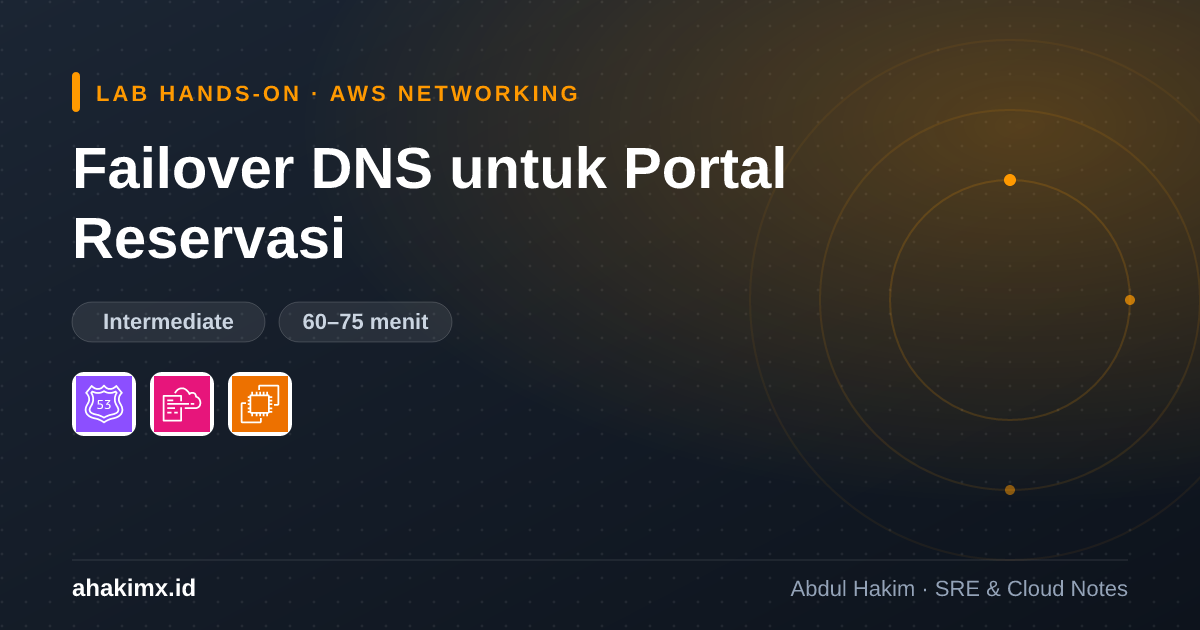 LAB HANDS-ON · AWS NETWORKING
Failover DNS untuk Portal
Reservasi
Intermediate
60–75 menit
53
ahakimx.id
Abdul Hakim · SRE & Cloud Notes